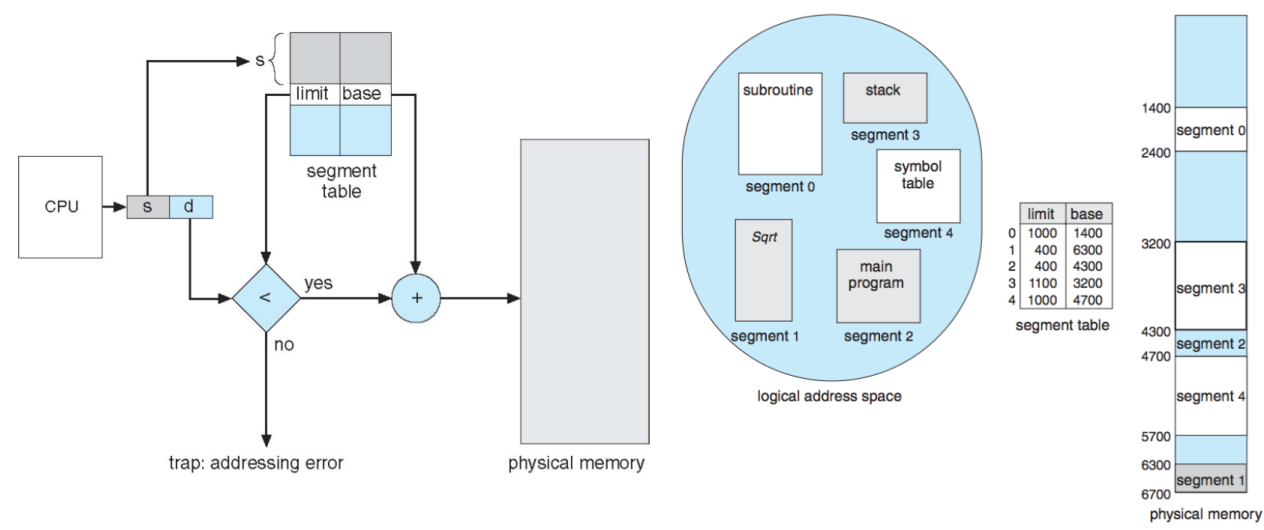 s
limit base
segment
table
CPU
s d
<
yes
+
no
trap: addressing error
physical memory
subroutine
segment 0
stack
segment 3
symbol
table
segment 4
Sqrt
segment 1
main
program
segment 2
logical address space
limit base
0 1000 1400
1 400 6300
2 400 4300
3 1100 3200
4 1000 4700
segment table
1400
segment 0
2400
3200
segment 3
4300
segment 2
4700
segment 4
5700
6300
segment 1
6700
physical memory